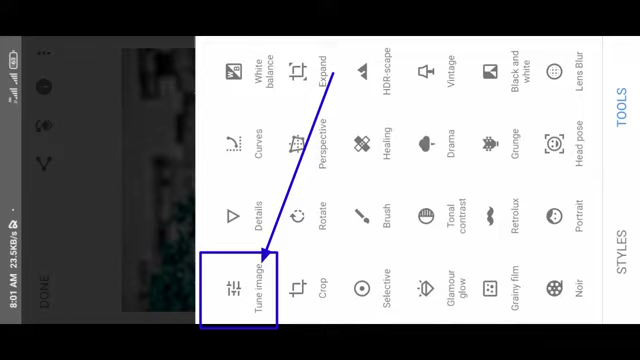 8:01 AM 23.5KB/s
43
DONE
Tune image
Details
Curves
White
balance
Crop
Rotate
Perspective
Expand
Selective
Brush
Healing
HDR-scape
Glamour
glow
Tonal
contrast
Drama
Vintage
Grainy film
Retrolux
Grunge
Black and
white
Noir
Portrait
Head pose
Lens Blur
STYLES
TOOLS